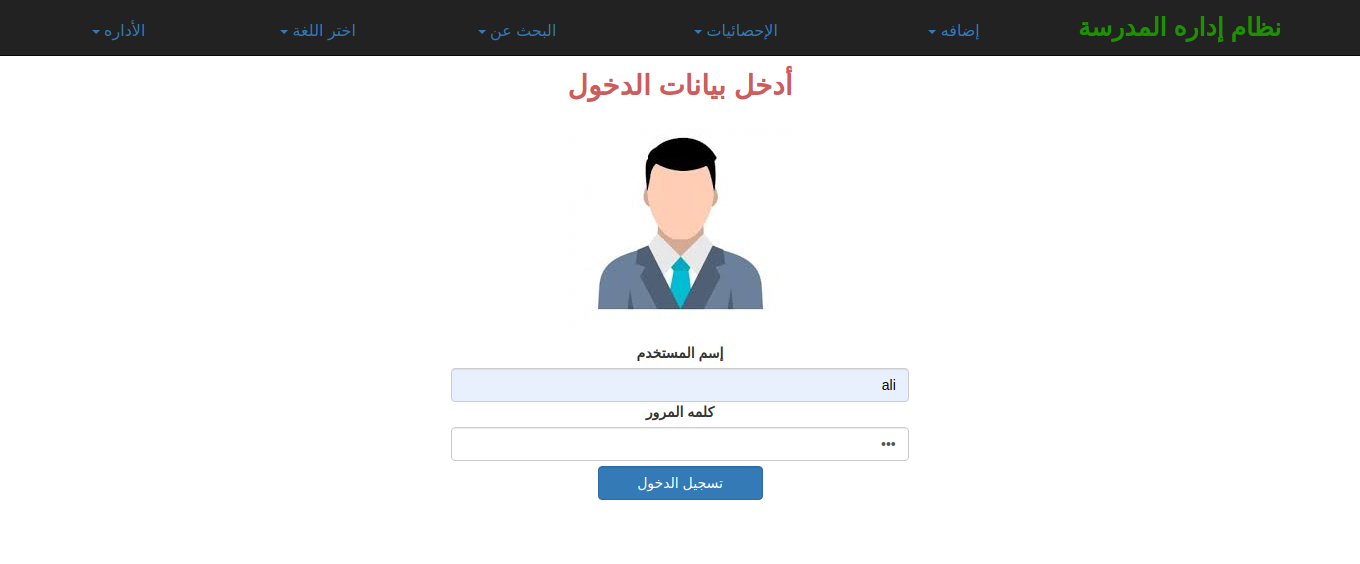 نظام إداره المدرسة
إضافه
الإحصائيات
البحث عن
اختر اللغة
الأداره
أدخل بيانات الدخول
إسم المستخدم
ali
كلمه المرور
•••
تسجيل الدخول